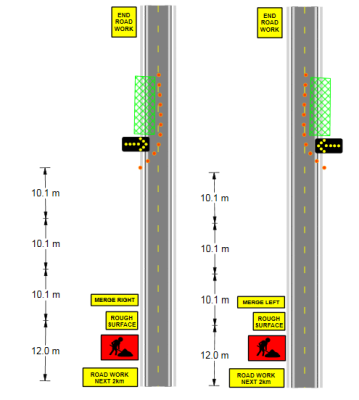 END
ROAD
WORK
10.1 m
10.1 m
10.1 m
12.0 m
MERGE RIGHT
ROUGH
SURFACE
ROAD WORK
NEXT 2km
END
ROAD
WORK
10.1 m
10.1 m
10.1 m
12.0 m
MERGE LEFT
ROUGH
SURFACE
ROAD WORK
NEXT 2km